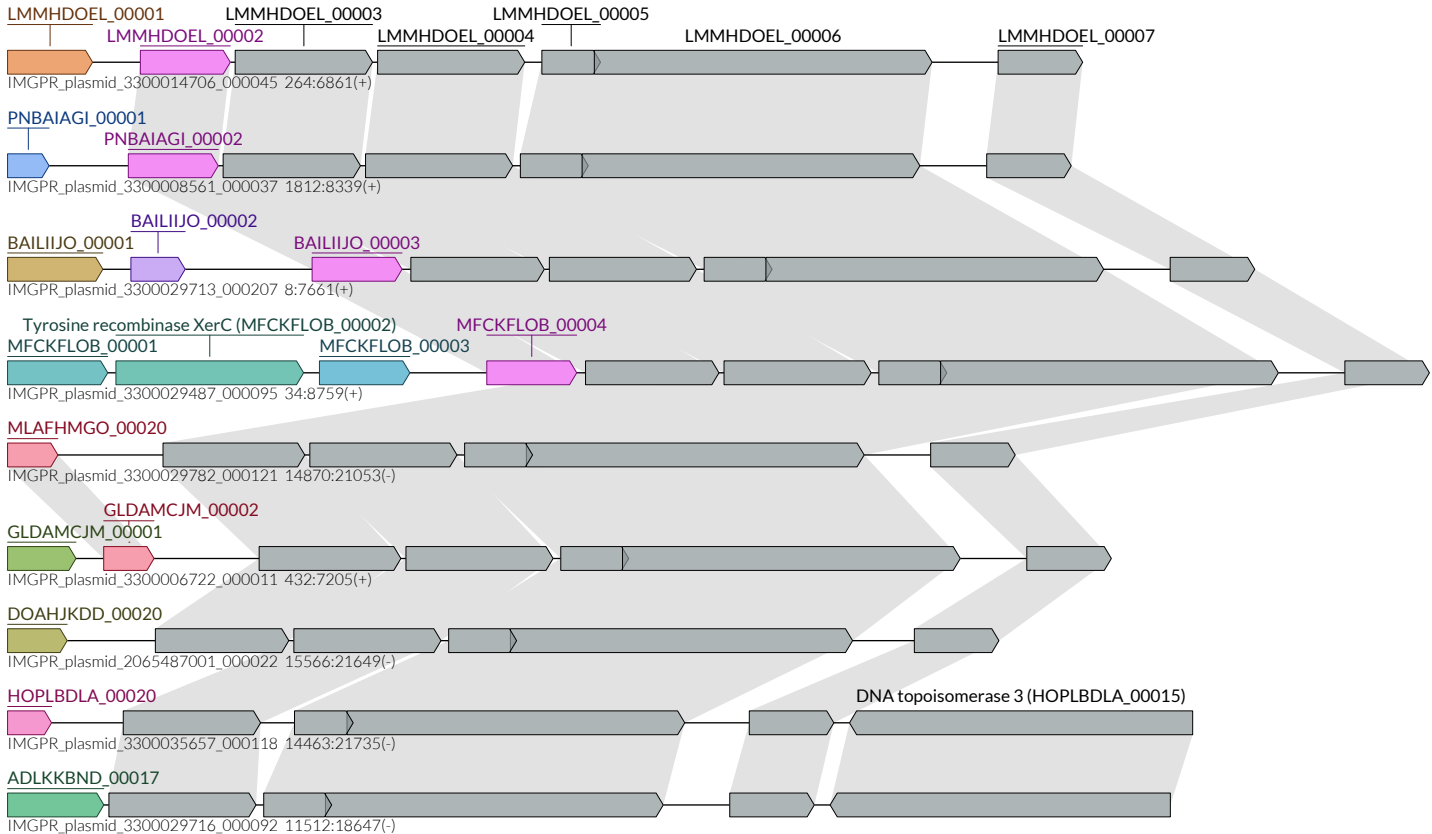 LMMHDOEL_00001 LMMHDOEL_00003 LMMHDOEL_00005
LMMHDOEL_00002 LMMHDOEL_00004 LMMHDOEL_00006 LMMHDOEL_00007
IMGPR_plasmid_3300014706_000045 264:6861(+)
PNBAIAGI_00001
PNBAIAGI_00002
IMGPR_plasmid_3300008561_000037 1812:8339(+)
BAILIIJO_00002
BAILIIJO_00001 BAILIIJO_00003
IMGPR_plasmid_3300029713_000207 8:7661(+)
Tyrosine recombinase XerC (MFCKFLOB_00002) MFCKFLOB_00004
MFCKFLOB_00001 MFCKFLOB_00003
IMGPR_plasmid_3300029487_000095 34:8759(+)
MLAFHMGO_00020
IMGPR_plasmid_3300029782_000121 14870:21053(-)
GLDAMCJM_00002
GLDAMCJM_00001
IMGPR_plasmid_3300006722_000011 432:7205(+)
DOAHJKDD_00020
IMGPR_plasmid_2065487001_000022 15566:21649(-)
HOPLBDLA_00020 DNA topoisomerase 3 (HOPLBDLA_00015)
IMGPR_plasmid_3300035657_000118 14463:21735(-)
ADLKKBND_00017
IMGPR_plasmid_3300029716_000092 11512:18647(-)